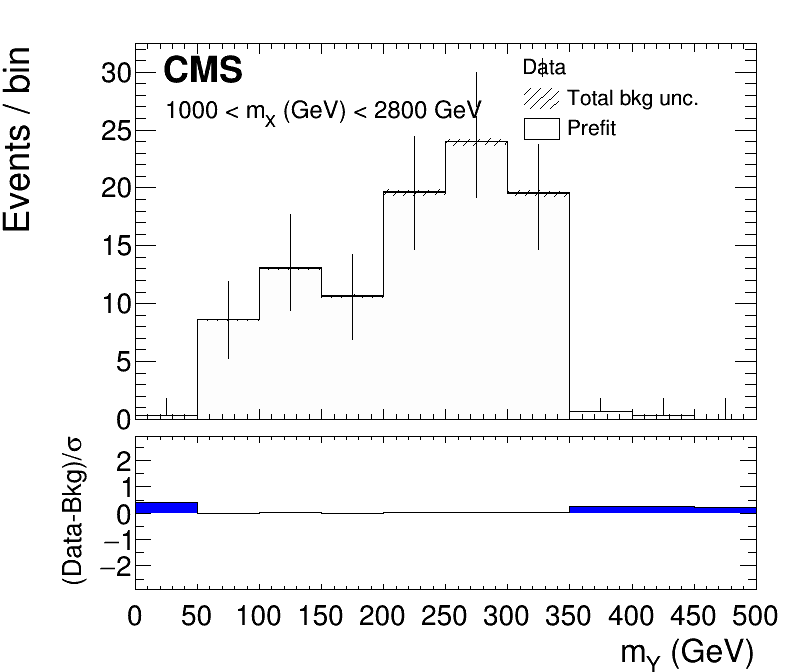 Events / bin
CMS
1000 < mX (GeV) < 2800 GeV
Data
Total bkg unc.
Prefit
30
25
20
15
10
5
0
(Data-Bkg)/σ
2
1
0
−1
−2
0 50 100 150 200 250 300 350 400 450 500
mY (GeV)